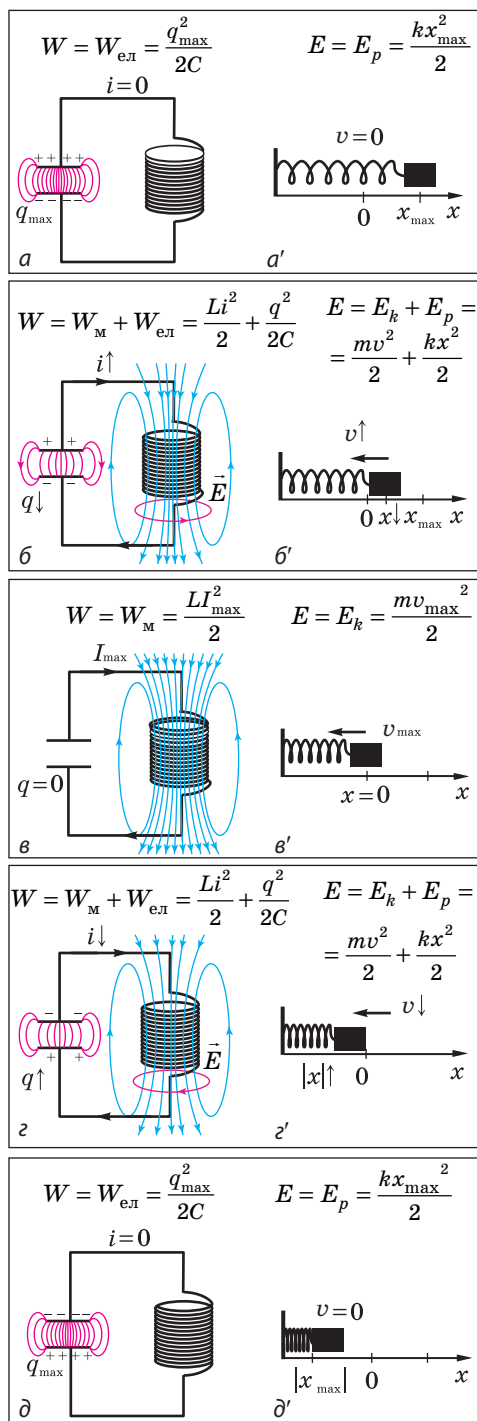 W = W_ел = q²_max / 2C
E = E_p = kx²_max / 2
i = 0
+ + + +
− − − −
q_max
а
v = 0
0 x_max x
а′
W = W_м + W_ел = Li² / 2 + q² / 2C
E = E_k + E_p =
= mv² / 2 + kx² / 2
i↑
+ +
− −
q↓
E⃗
б
v↑
0 x↓ x_max x
б′
W = W_м = LI²_max / 2
E = E_k = mv_max² / 2
I_max
q = 0
в
v_max
x = 0 x
в′
W = W_м + W_ел = Li² / 2 + q² / 2C
E = E_k + E_p =
= mv² / 2 + kx² / 2
i↓
− −
+ +
q↑
E⃗
г
v↓
|x|↑ 0 x
г′
W = W_ел = q²_max / 2C
E = E_p = kx_max² / 2
i = 0
− − − −
+ + + +
q_max
д
v = 0
|x_max| 0 x
д′